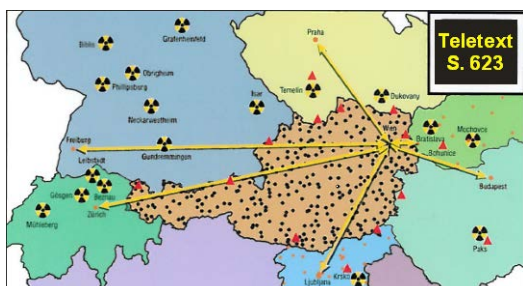 Teletext
S. 623
Grafenrheinfeld
Praha
Biblis
Obrigheim
Philippsburg
Temelin
Dukovany
Isar
Neckarwestheim
Freiburg
Wien
Bratislava
Mochovce
Bohunice
Leibstadt
Gundremmingen
Gösgen
Beznau
Budapest
Zürich
Mühleberg
Paks
Ljubljana
Krsko